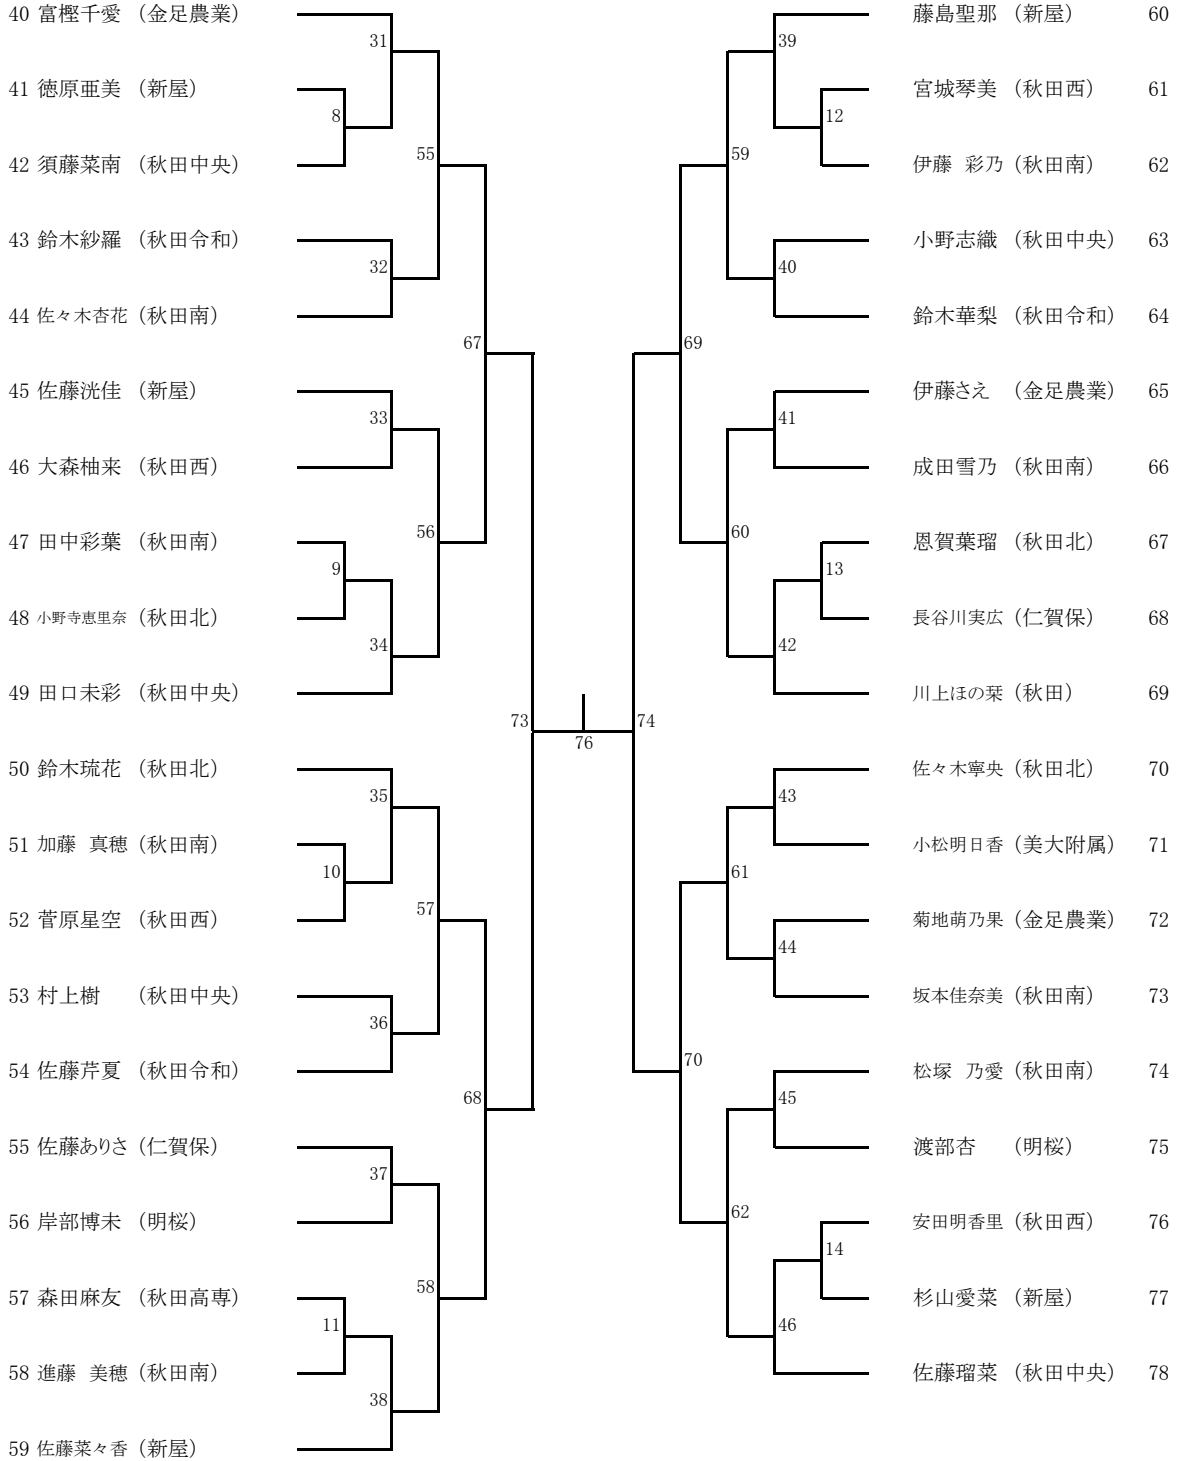 40 富樫千愛 （金足農業）
31
41 徳原亜美 （新屋）
8
42 須藤菜南 （秋田中央）
55
43 鈴木紗羅 （秋田令和）
32
44 佐々木杏花 （秋田南）
67
45 佐藤洸佳 （新屋）
33
46 大森柚来 （秋田西）
56
47 田中彩葉 （秋田南）
9
48 小野寺恵里奈 （秋田北）
34
49 田口未彩 （秋田中央）
73
50 鈴木琉花 （秋田北）
35
51 加藤 真穂 （秋田南）
10
52 菅原星空 （秋田西）
57
53 村上樹 （秋田中央）
36
54 佐藤芹夏 （秋田令和）
68
55 佐藤ありさ （仁賀保）
37
56 岸部博未 （明桜）
58
57 森田麻友 （秋田高専）
11
58 進藤 美穂 （秋田南）
38
59 佐藤菜々香 （新屋）
76
藤島聖那 （新屋） 60
39
宮城琴美 （秋田西） 61
12
伊藤 彩乃 （秋田南） 62
59
小野志織 （秋田中央） 63
40
鈴木華梨 （秋田令和） 64
69
伊藤さえ （金足農業） 65
41
成田雪乃 （秋田南） 66
60
恩賀葉瑠 （秋田北） 67
13
長谷川実広 （仁賀保） 68
42
川上ほの栞 （秋田） 69
74
佐々木寧央 （秋田北） 70
43
小松明日香 （美大附属） 71
61
菊地萌乃果 （金足農業） 72
44
坂本佳奈美 （秋田南） 73
70
松塚 乃愛 （秋田南） 74
45
渡部杏 （明桜） 75
62
安田明香里 （秋田西） 76
14
杉山愛菜 （新屋） 77
46
佐藤瑠菜 （秋田中央） 78